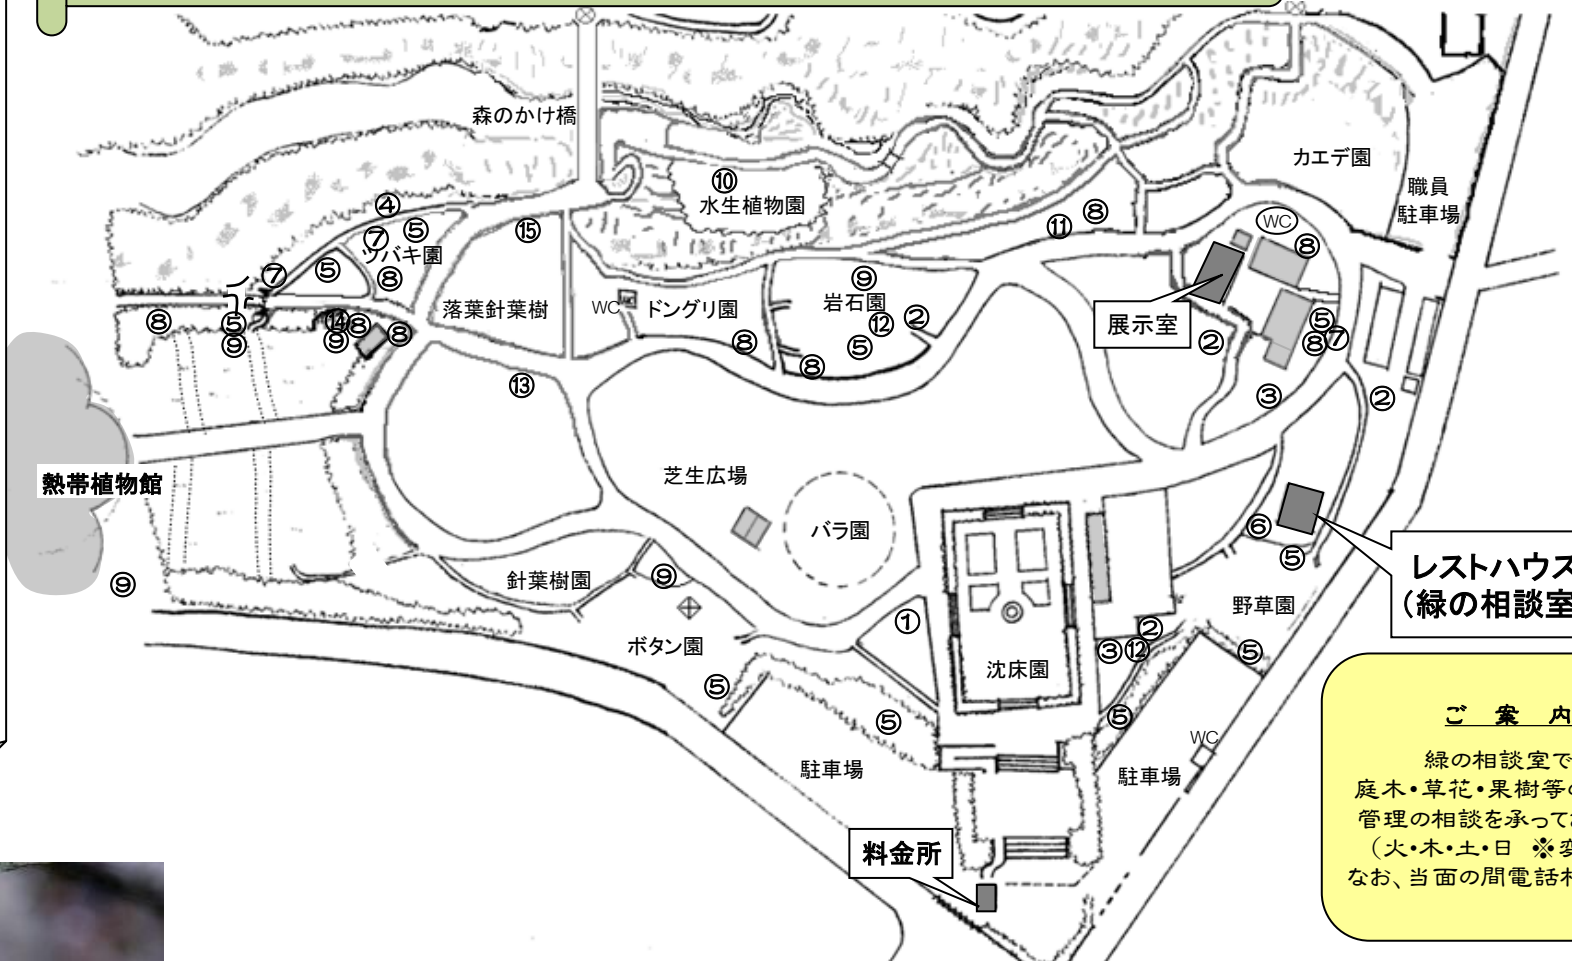 森のかけ橋
カエデ園
職員
駐車場
⑩
水生植物園
④
⑤
⑦
ツバキ園
⑧
⑮
⑪
⑧
WC
⑧
⑦
⑤
⑧
⑤
⑨
⑭
⑧
⑨
⑧
落葉針葉樹
WC
ドングリ園
⑧
⑨
岩石園
⑫
②
⑤
⑧
展示室
②
⑤
⑧
⑦
③
②
⑬
熱帯植物館
⑨
芝生広場
バラ園
針葉樹園
⑨
ボタン園
⑤
①
⑤
沈床園
②
③
⑫
⑤
⑥
⑤
野草園
⑤
レストハウス
(緑の相談室
駐車場
WC
駐車場
料金所
ご 案 内
緑の相談室で
庭木・草花・果樹等の
管理の相談を承って
(火・木・土・日 ※変
なお、当面の間電話相